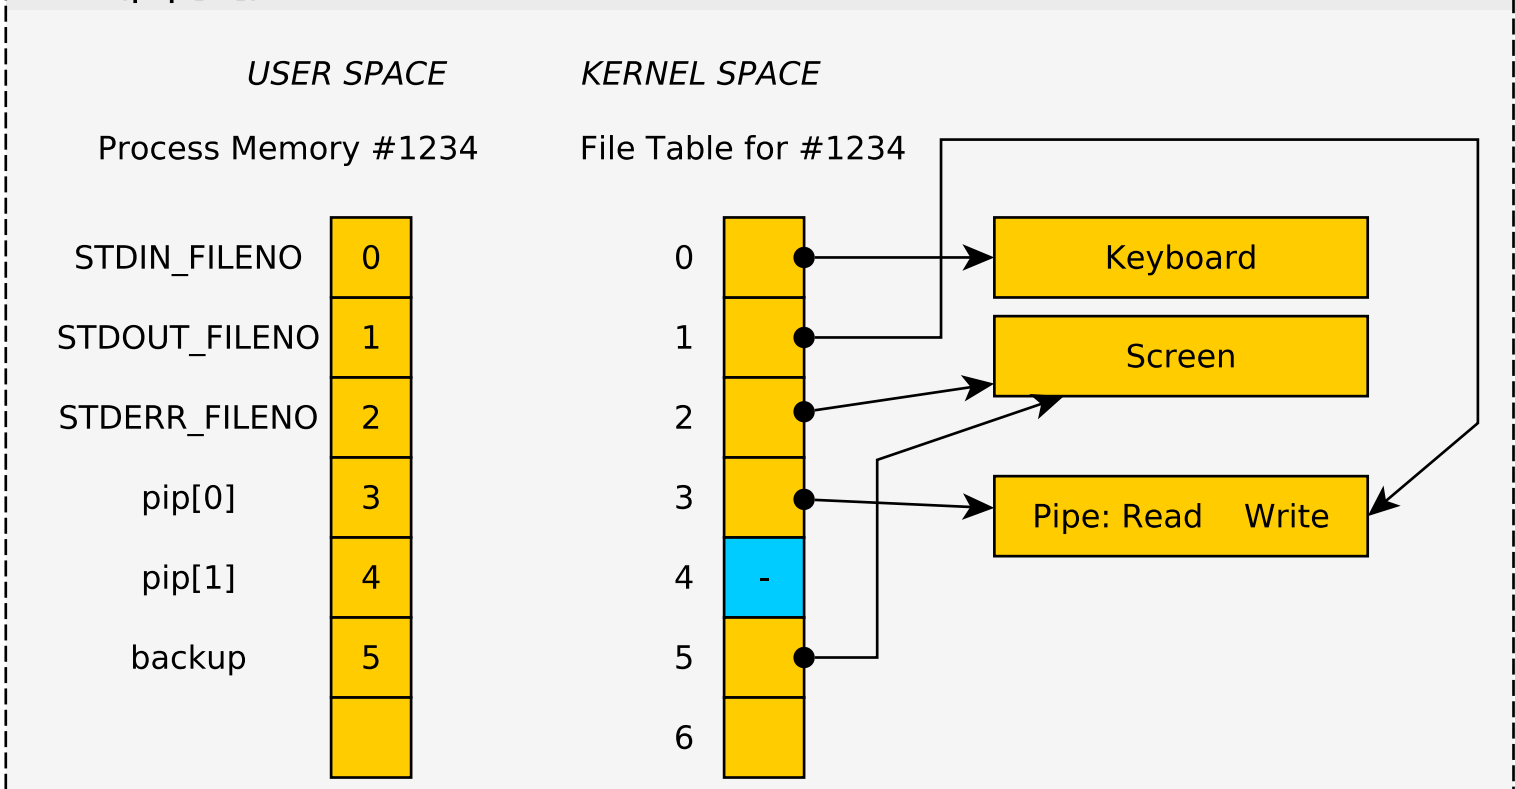 USER SPACE KERNEL SPACE
Process Memory #1234 File Table for #1234
STDIN_FILENO 0 0 Keyboard
STDOUT_FILENO 1 1 Screen
STDERR_FILENO 2 2
pip[0] 3 3 Pipe: Read Write
pip[1] 4 4 -
backup 5 5
6